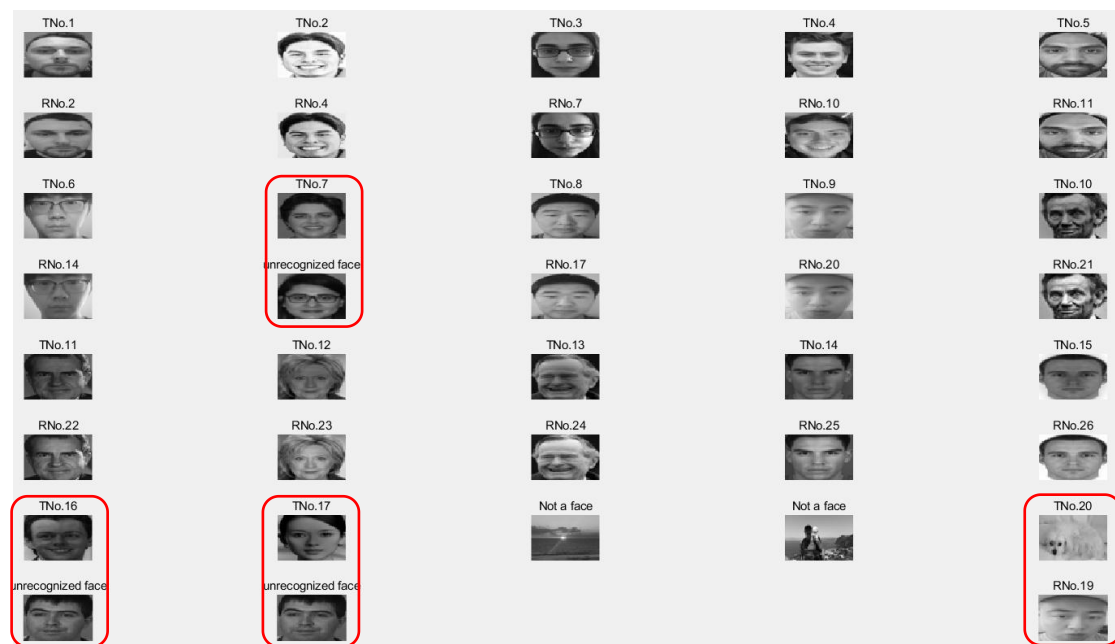 TNo.1 TNo.2 TNo.3 TNo.4 TNo.5
RNo.2 RNo.4 RNo.7 RNo.10 RNo.11
TNo.6 TNo.7 TNo.8 TNo.9 TNo.10
RNo.14 unrecognized face RNo.17 RNo.20 RNo.21
TNo.11 TNo.12 TNo.13 TNo.14 TNo.15
RNo.22 RNo.23 RNo.24 RNo.25 RNo.26
TNo.16 TNo.17 Not a face Not a face TNo.20
unrecognized face unrecognized face RNo.19